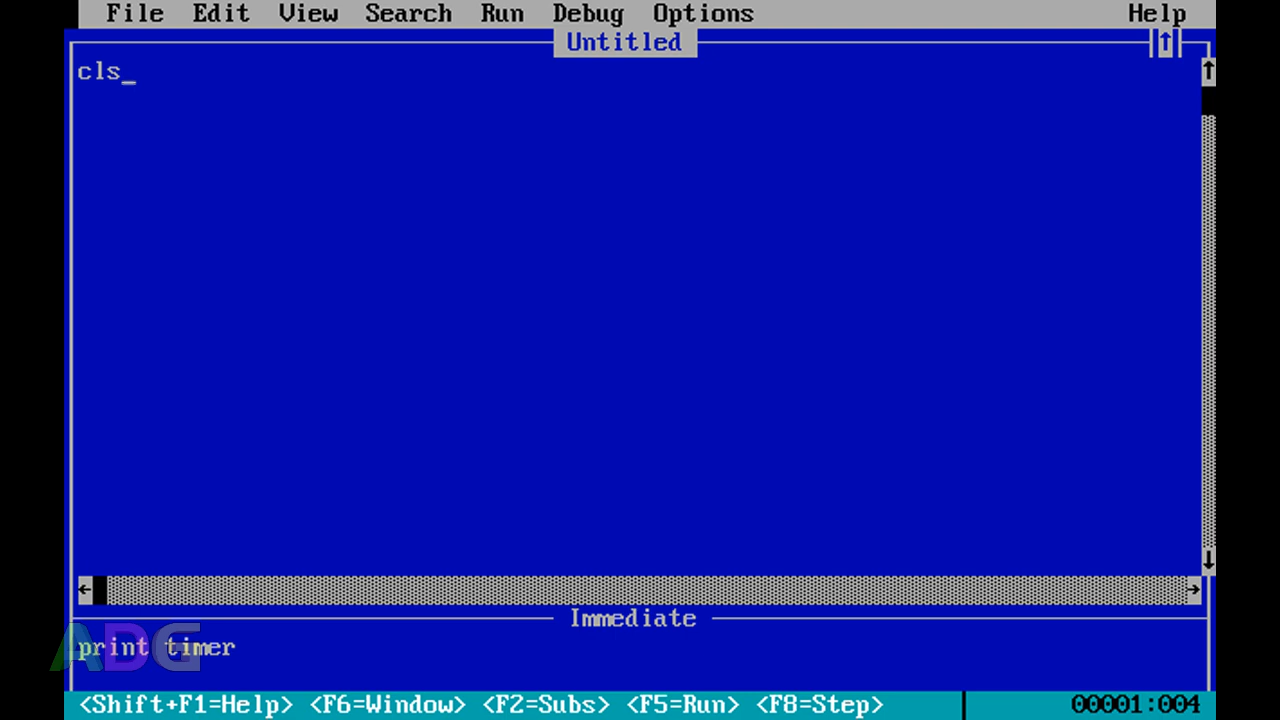 File Edit View Search Run Debug Options Help
Untitled
cls_
Immediate
print timer
ADG
<Shift+F1=Help> <F6=Window> <F2=Subs> <F5=Run> <F8=Step> 00001:004